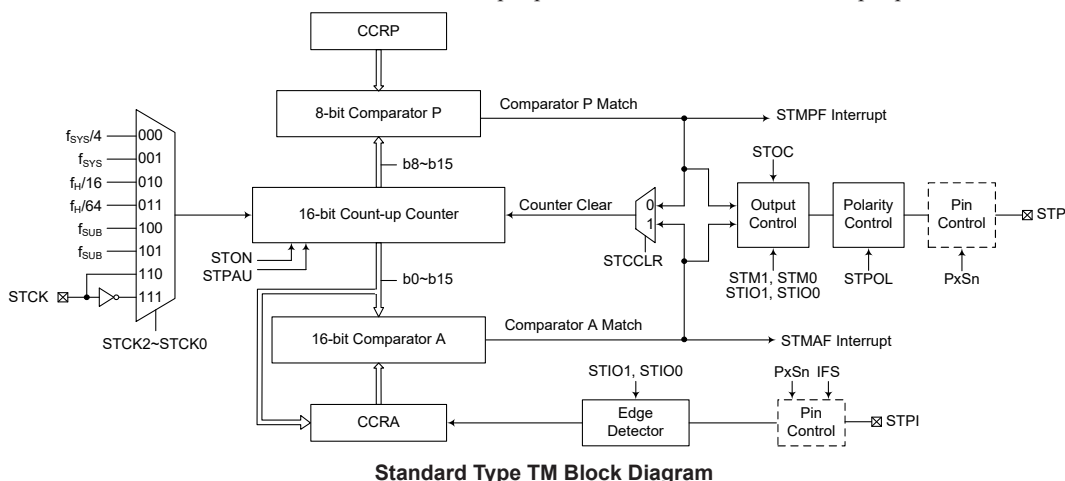 CCRP
8-bit Comparator P
Comparator P Match
STMPF Interrupt
b8~b15
STOC
fSYS/4
000
fSYS
001
fH/16
010
fH/64
011
fSUB
100
fSUB
101
110
111
STCK
STCK2~STCK0
16-bit Count-up Counter
Counter Clear
0
1
STCCLR
Output
Control
Polarity
Control
Pin
Control
STP
STON
STPAU
b0~b15
STM1, STM0
STIO1, STIO0
STPOL
PxSn
16-bit Comparator A
Comparator A Match
STMAF Interrupt
STIO1, STIO0
PxSn IFS
CCRA
Edge
Detector
Pin
Control
STPI
Standard Type TM Block Diagram